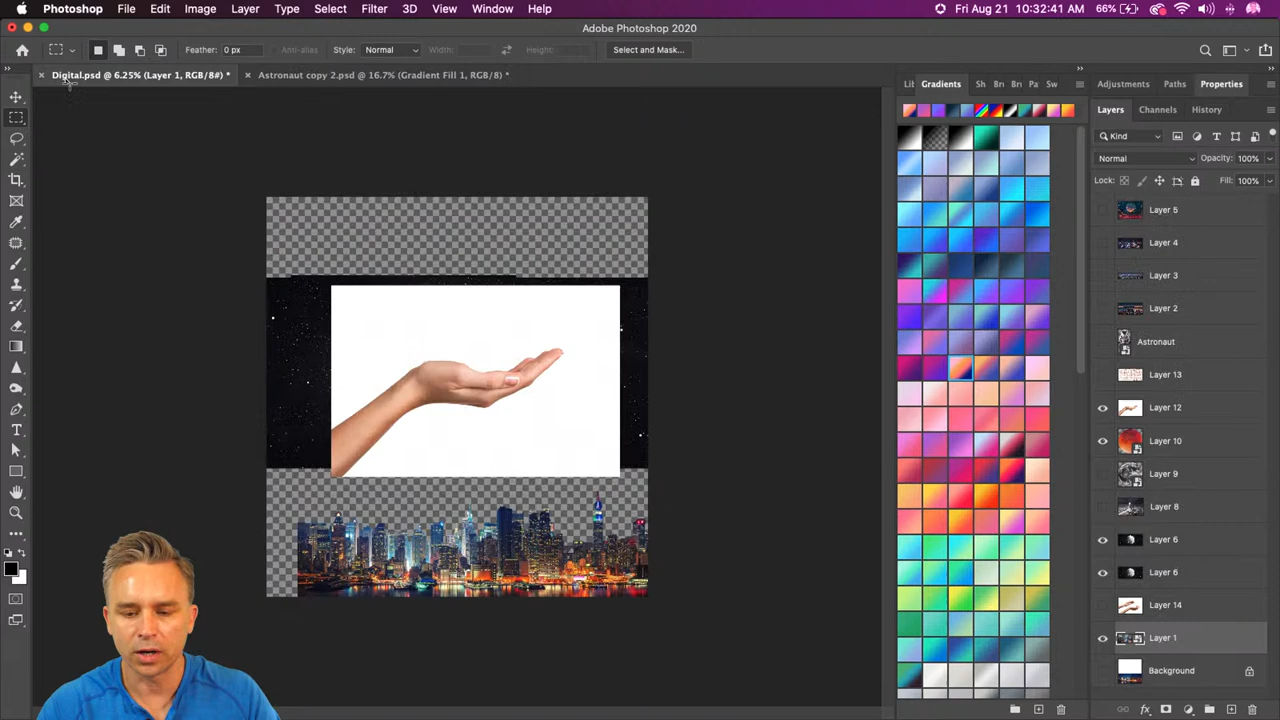 Photoshop File Edit Image Layer Type Select Filter 3D View Window Help 66% Fri Aug 21 10:32:41 AM
Adobe Photoshop 2020
Feather: 0 px Anti-alias Style: Normal Width: Height: Select and Mask...
Digital.psd @ 6.25% (Layer 1, RGB/8#) * Astronaut copy 2.psd @ 16.7% (Gradient Fill 1, RGB/8) *
Gradients Adjustments Paths Properties
Layers Channels History
Kind
Normal Opacity: 100%
Lock: Fill: 100%
Layer 5
Layer 4
Layer 3
Layer 2
Astronaut
Layer 13
Layer 12
Layer 10
Layer 9
Layer 8
Layer 6
Layer 6
Layer 14
Layer 1
Background